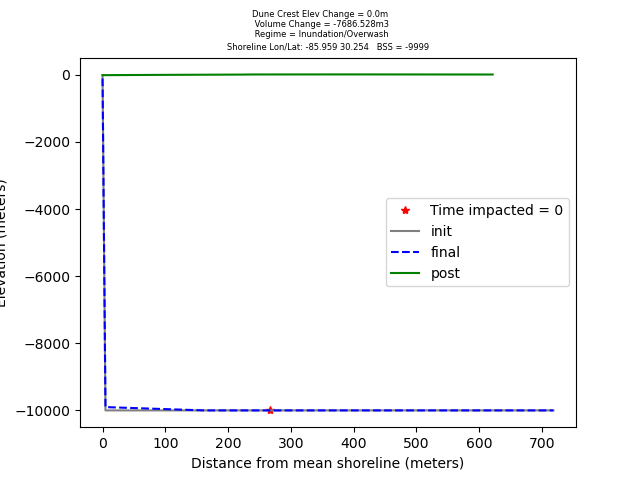 Dune Crest Elev Change = 0.0m
Volume Change = -7686.528m3
Regime = Inundation/Overwash
Shoreline Lon/Lat: -85.959 30.254 BSS = -9999
0
−2000
−4000
−6000
−8000
−10000
Elevation (meters)
Time impacted = 0
init
final
post
0 100 200 300 400 500 600 700
Distance from mean shoreline (meters)